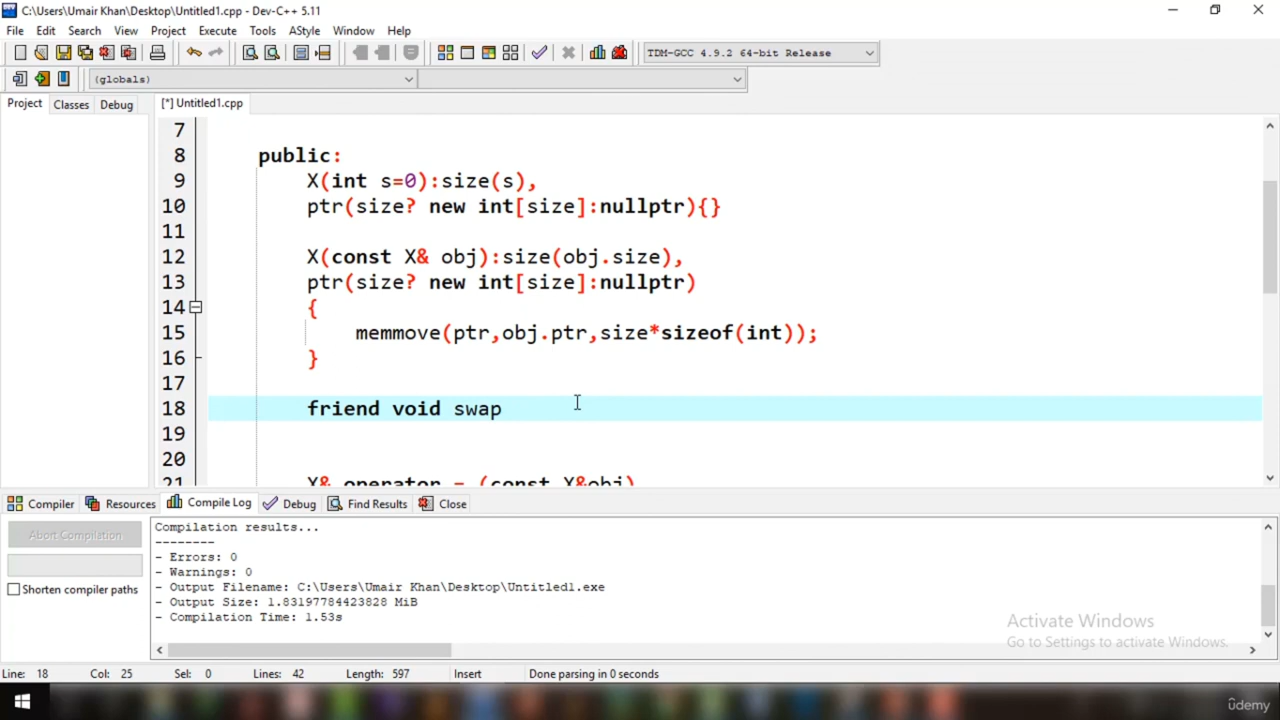 C:\Users\Umair Khan\Desktop\Untitled1.cpp - Dev-C++ 5.11
File Edit Search View Project Execute Tools AStyle Window Help
TDM-GCC 4.9.2 64-bit Release
(globals)
Project Classes Debug [*] Untitled1.cpp
7
8 public:
9 X(int s=0):size(s),
10 ptr(size? new int[size]:nullptr){}
11
12 X(const X& obj):size(obj.size),
13 ptr(size? new int[size]:nullptr)
14 {
15 memmove(ptr,obj.ptr,size*sizeof(int));
16 }
17
18 friend void swap
19
20
21 X& operator = (const X&obj)
Compiler Resources Compile Log Debug Find Results Close
Abort Compilation
Shorten compiler paths
Compilation results...
--------
- Errors: 0
- Warnings: 0
- Output Filename: C:\Users\Umair Khan\Desktop\Untitled1.exe
- Output Size: 1.83197784423828 MiB
- Compilation Time: 1.53s
Activate Windows
Go to Settings to activate Windows.
Line: 18 Col: 25 Sel: 0 Lines: 42 Length: 597 Insert Done parsing in 0 seconds
ûdemy